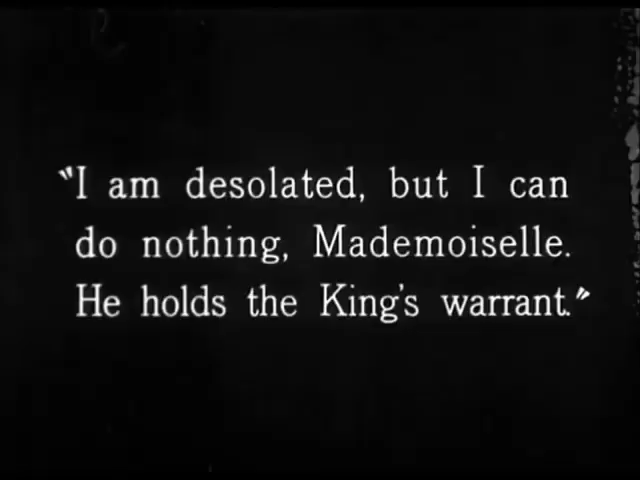 "I am desolated, but I can
do nothing, Mademoiselle.
He holds the King's warrant."